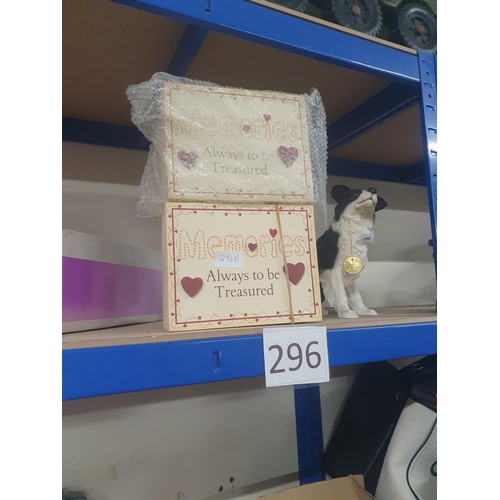 Memories
Always to be
Treasured
Memories
296A
Always to be
Treasured
296